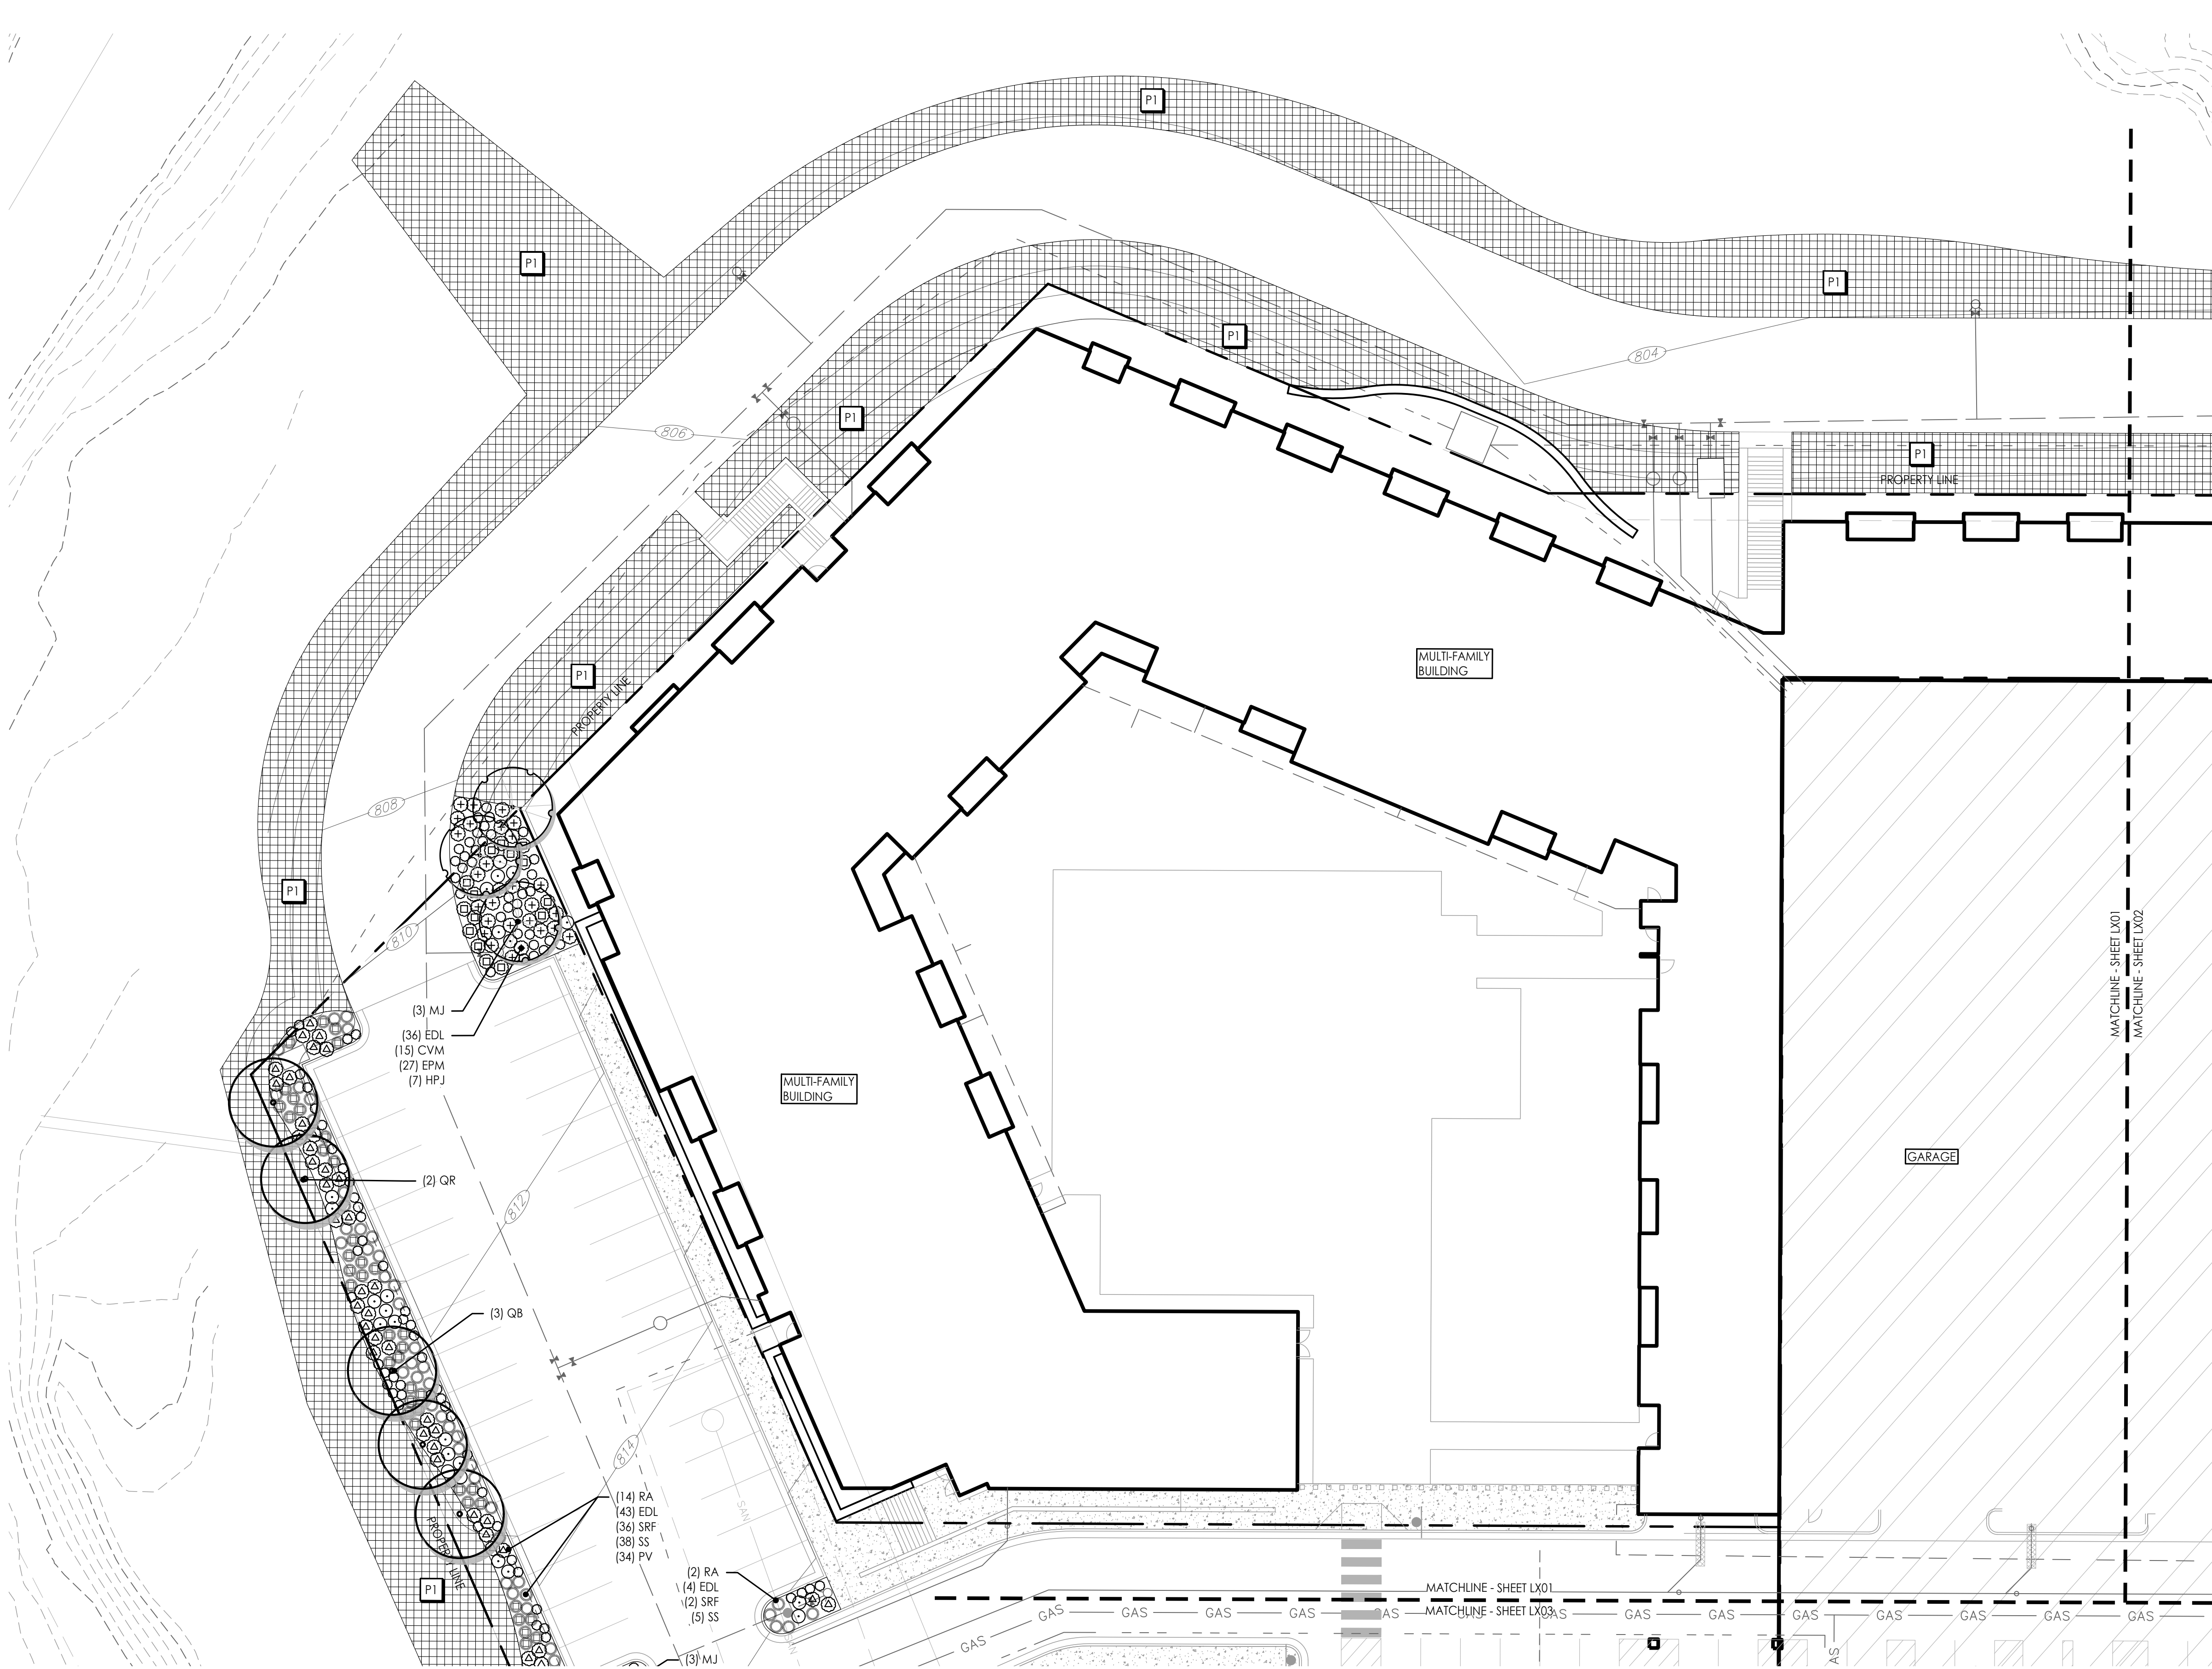 P1
P1
P1
P1
804
806
P1
P1
PROPERTY LINE
MULTI-FAMILY
BUILDING
P1
PROPERTY LINE
808
P1
810
MATCHLINE - SHEET LX01
MATCHLINE - SHEET LX02
(3) MJ
(36) EDL
(15) CVM
(27) EPM
(7) HPJ
MULTI-FAMILY
BUILDING
GARAGE
(2) QR
812
(3) QB
814
(14) RA
(43) EDL
(36) SRF
(38) SS
(34) PV
SAN
PROPERTY LINE
P1
(2) RA
(4) EDL
(2) SRF
(5) SS
MATCHLINE - SHEET LX01
MATCHLINE - SHEET LX03
GAS GAS GAS GAS GAS GAS GAS GAS GAS GAS GAS GAS GAS GAS GAS
(3) MJ